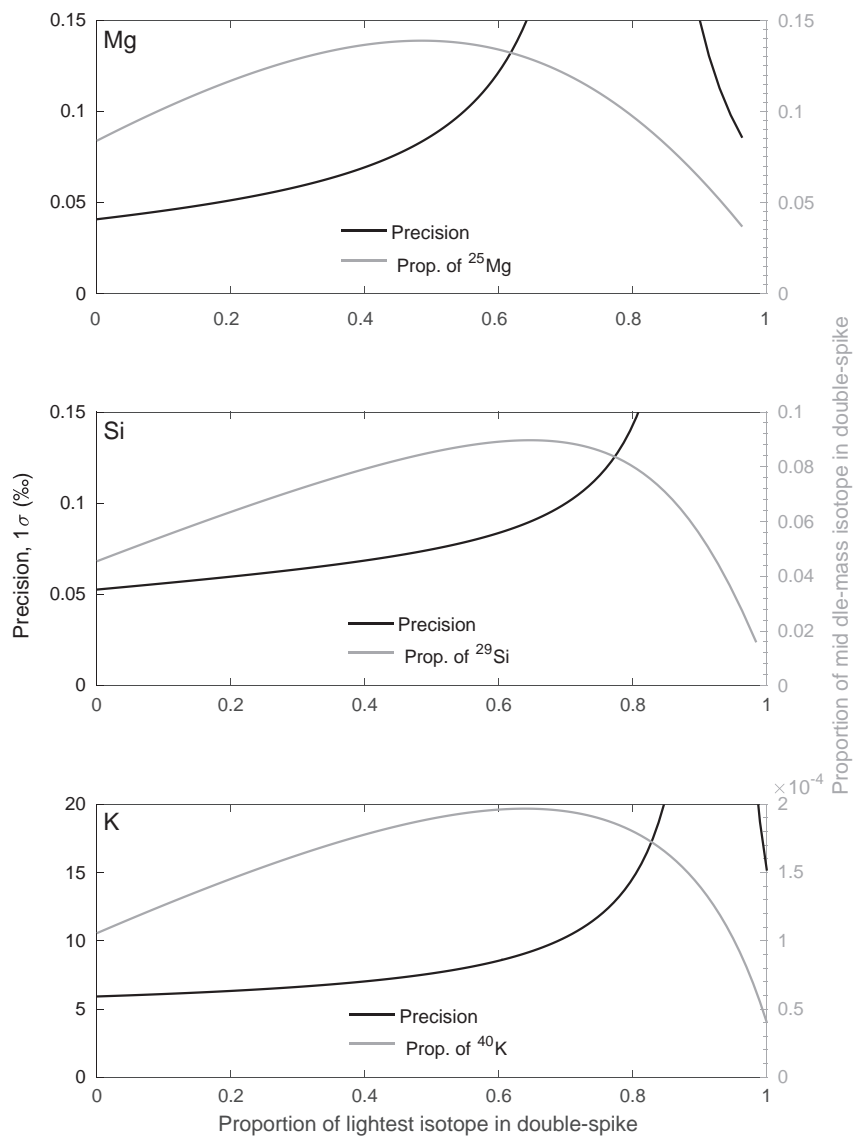 Mg
0.15
0.1
0.05
0
0.15
0.1
0.05
0
Precision
Prop. of ²⁵Mg
0 0.2 0.4 0.6 0.8 1
Si
0.15
0.1
0.05
0
0.1
0.08
0.06
0.04
0.02
0
Precision
Prop. of ²⁹Si
0 0.2 0.4 0.6 0.8 1
Precision, 1σ (‰)
Proportion of mid dle-mass isotope in double-spike
K
20
15
10
5
0
×10⁻⁴
2
1.5
1
0.5
0
Precision
Prop. of ⁴⁰K
0 0.2 0.4 0.6 0.8 1
Proportion of lightest isotope in double-spike